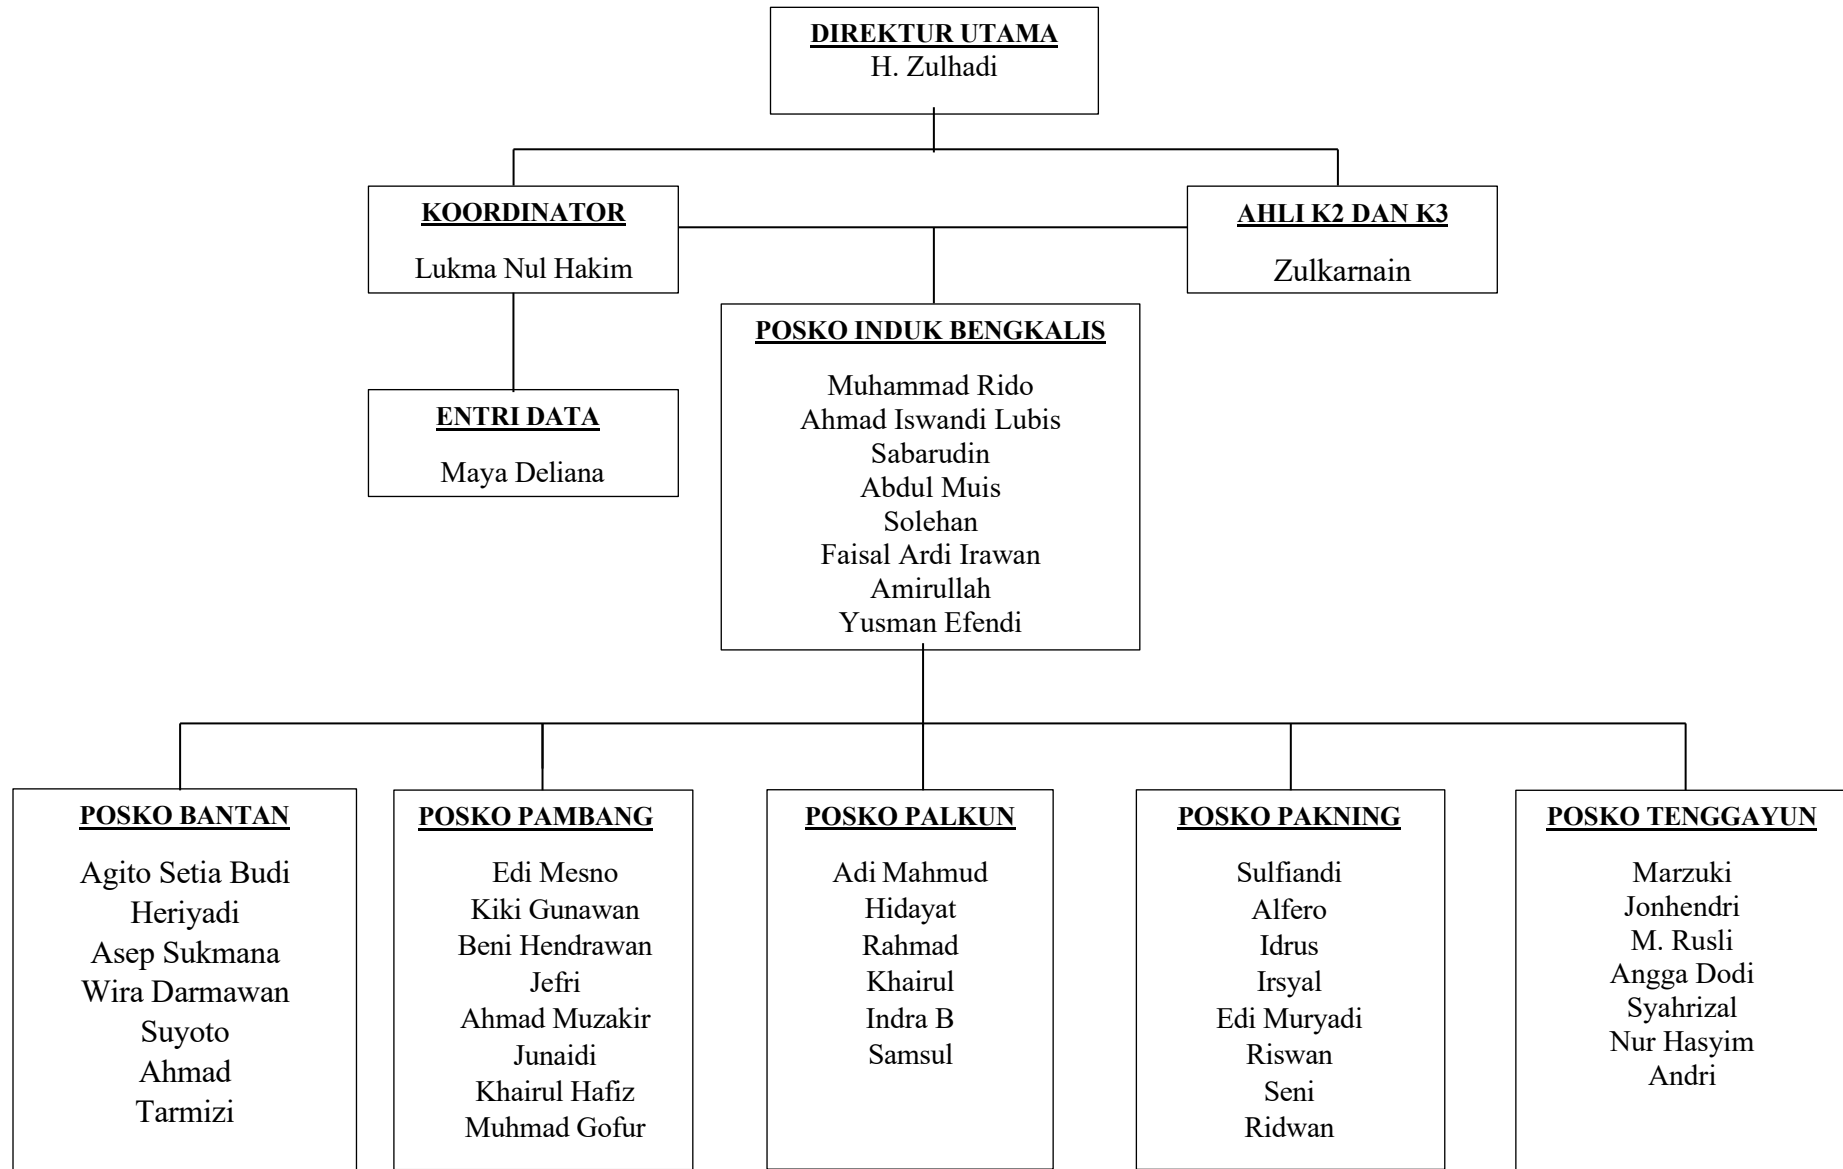 DIREKTUR UTAMA
H. Zulhadi
KOORDINATOR
Lukma Nul Hakim
AHLI K2 DAN K3
Zulkarnain
POSKO INDUK BENGKALIS
Muhammad Rido
Ahmad Iswandi Lubis
Sabarudin
Abdul Muis
Solehan
Faisal Ardi Irawan
Amirullah
Yusman Efendi
ENTRI DATA
Maya Deliana
POSKO BANTAN
Agito Setia Budi
Heriyadi
Asep Sukmana
Wira Darmawan
Suyoto
Ahmad
Tarmizi
POSKO PAMBANG
Edi Mesno
Kiki Gunawan
Beni Hendrawan
Jefri
Ahmad Muzakir
Junaidi
Khairul Hafiz
Muhmad Gofur
POSKO PALKUN
Adi Mahmud
Hidayat
Rahmad
Khairul
Indra B
Samsul
POSKO PAKNING
Sulfiandi
Alfero
Idrus
Irsyal
Edi Muryadi
Riswan
Seni
Ridwan
POSKO TENGGAYUN
Marzuki
Jonhendri
M. Rusli
Angga Dodi
Syahrizal
Nur Hasyim
Andri